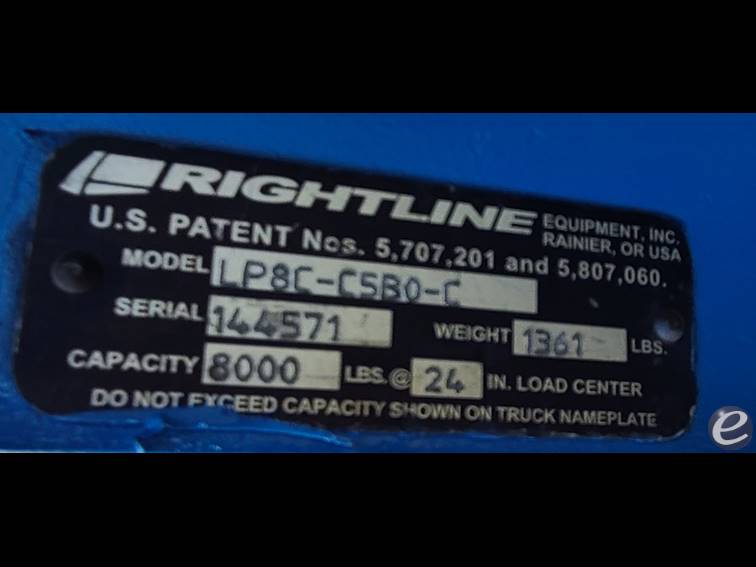 RIGHTLINE EQUIPMENT, INC.
RAINIER, OR USA
U.S. PATENT Nos. 5,707,201 and 5,807,060.
MODEL LP8C-C5B0-C
SERIAL 144571 WEIGHT 1361 LBS.
CAPACITY 8000 LBS.@ 24 IN. LOAD CENTER
DO NOT EXCEED CAPACITY SHOWN ON TRUCK NAMEPLATE
e